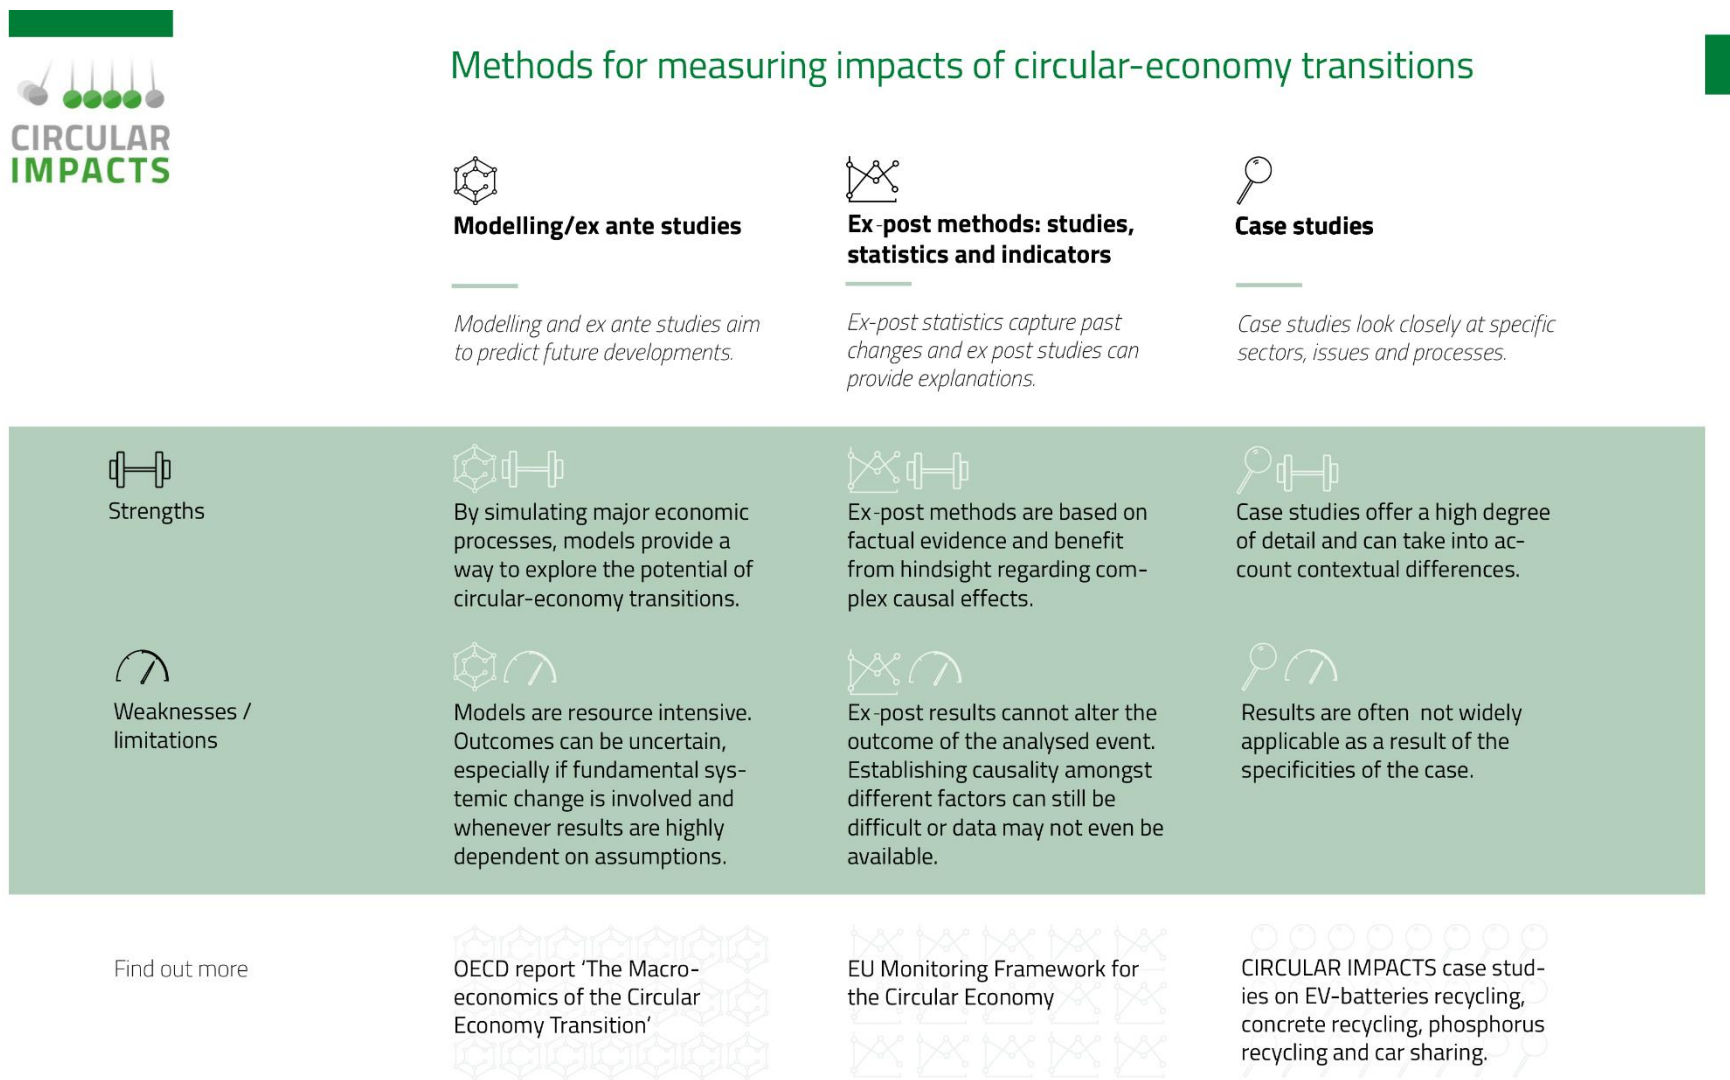 CIRCULAR
IMPACTS
Methods for measuring impacts of circular-economy transitions
Modelling/ex ante studies
Modelling and ex ante studies aim
to predict future developments.
Ex-post methods: studies,
statistics and indicators
Ex-post statistics capture past
changes and ex post studies can
provide explanations.
Case studies
Case studies look closely at specific
sectors, issues and processes.
Strengths
By simulating major economic
processes, models provide a
way to explore the potential of
circular-economy transitions.
Ex-post methods are based on
factual evidence and benefit
from hindsight regarding com-
plex causal effects.
Case studies offer a high degree
of detail and can take into ac-
count contextual differences.
Weaknesses /
limitations
Models are resource intensive.
Outcomes can be uncertain,
especially if fundamental sys-
temic change is involved and
whenever results are highly
dependent on assumptions.
Ex-post results cannot alter the
outcome of the analysed event.
Establishing causality amongst
different factors can still be
difficult or data may not even be
available.
Results are often not widely
applicable as a result of the
specificities of the case.
Find out more
OECD report ‘The Macro-
economics of the Circular
Economy Transition’
EU Monitoring Framework for
the Circular Economy
CIRCULAR IMPACTS case stud-
ies on EV-batteries recycling,
concrete recycling, phosphorus
recycling and car sharing.